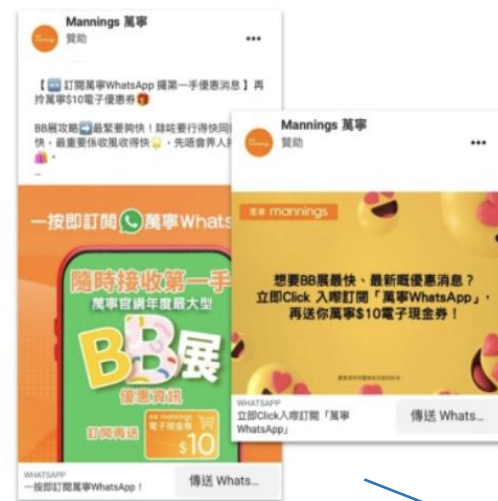 Mannings 萬寧
贊助
【 訂閱萬寧WhatsApp 擁第一手優惠消息 】再
拎萬寧$10電子優惠券
BB展攻略 最緊要夠快！除咗要行得快同
快，最重要係收風收得快 ，先唔會界人
一按即訂閱 萬寧Whats
隨時接收第一手
萬寧官網年度最大型
BB展
優惠資訊
訂閱再送
mannings
電子現金券
$10
WHATSAPP
一按即訂閱萬寧WhatsApp！
傳送 Whats...
Mannings 萬寧
贊助
萬寧 mannings
想要BB展最快、最新嘅優惠消息？
立即Click 入嚟訂閱「萬寧WhatsApp」，
再送你萬寧$10電子現金券！
WHATSAPP
立即Click入嚟訂閱「萬寧
WhatsApp」
傳送 Whats...